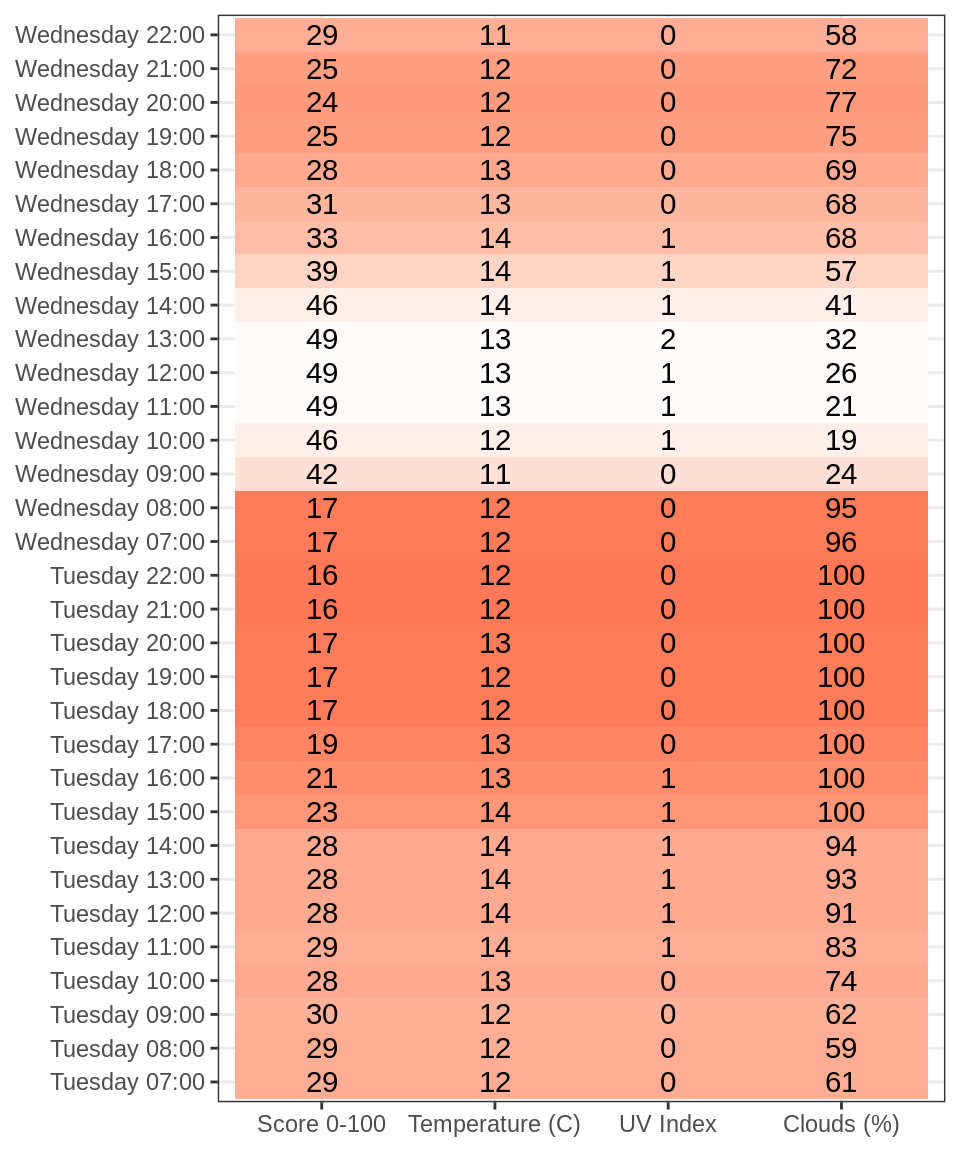 Wednesday 22:00 29 11 0 58
Wednesday 21:00 25 12 0 72
Wednesday 20:00 24 12 0 77
Wednesday 19:00 25 12 0 75
Wednesday 18:00 28 13 0 69
Wednesday 17:00 31 13 0 68
Wednesday 16:00 33 14 1 68
Wednesday 15:00 39 14 1 57
Wednesday 14:00 46 14 1 41
Wednesday 13:00 49 13 2 32
Wednesday 12:00 49 13 1 26
Wednesday 11:00 49 13 1 21
Wednesday 10:00 46 12 1 19
Wednesday 09:00 42 11 0 24
Wednesday 08:00 17 12 0 95
Wednesday 07:00 17 12 0 96
Tuesday 22:00 16 12 0 100
Tuesday 21:00 16 12 0 100
Tuesday 20:00 17 13 0 100
Tuesday 19:00 17 12 0 100
Tuesday 18:00 17 12 0 100
Tuesday 17:00 19 13 0 100
Tuesday 16:00 21 13 1 100
Tuesday 15:00 23 14 1 100
Tuesday 14:00 28 14 1 94
Tuesday 13:00 28 14 1 93
Tuesday 12:00 28 14 1 91
Tuesday 11:00 29 14 1 83
Tuesday 10:00 28 13 0 74
Tuesday 09:00 30 12 0 62
Tuesday 08:00 29 12 0 59
Tuesday 07:00 29 12 0 61
Score 0-100 Temperature (C) UV Index Clouds (%)